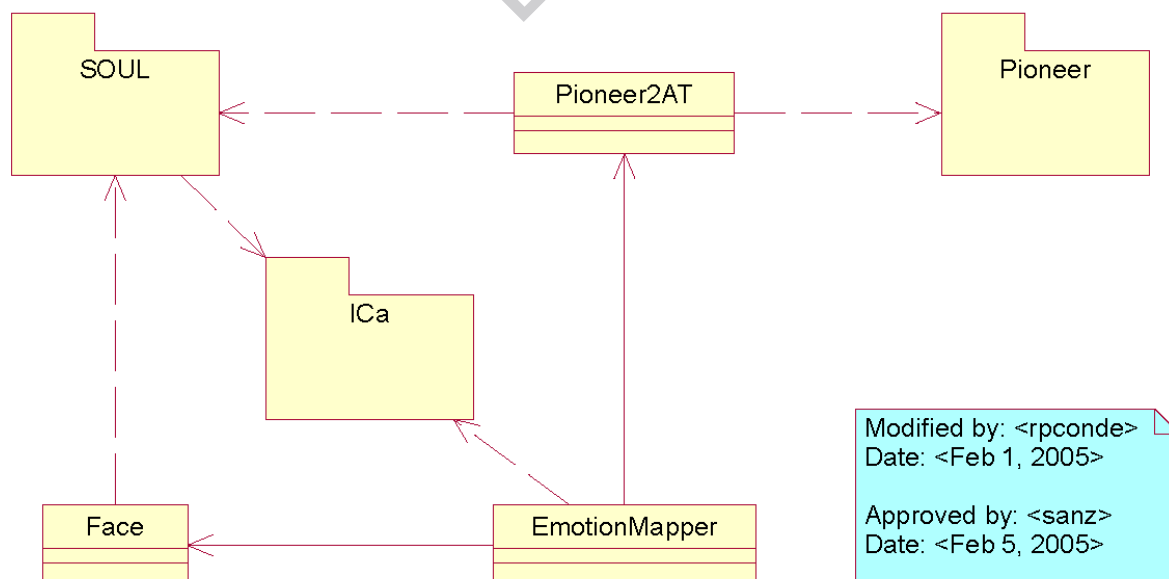 SOUL
Pioneer2AT
Pioneer
ICa
Face
EmotionMapper
Modified by: <rpconde>
Date: <Feb 1, 2005>
Approved by: <sanz>
Date: <Feb 5, 2005>